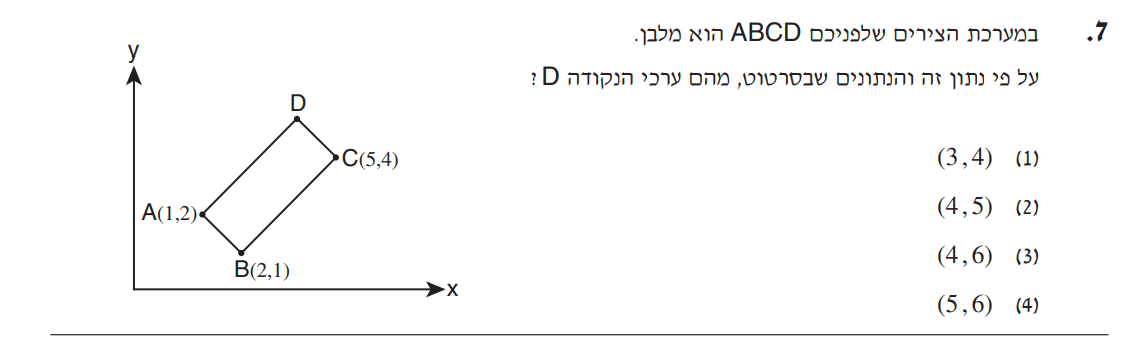 7. במערכת הצירים שלפניכם ABCD הוא מלבן.
על פי נתון זה והנתונים שבסרטוט, מהם ערכי הנקודה D?
(1) (3,4)
(2) (4,5)
(3) (4,6)
(4) (5,6)
y
D
C(5,4)
A(1,2)
B(2,1)
x